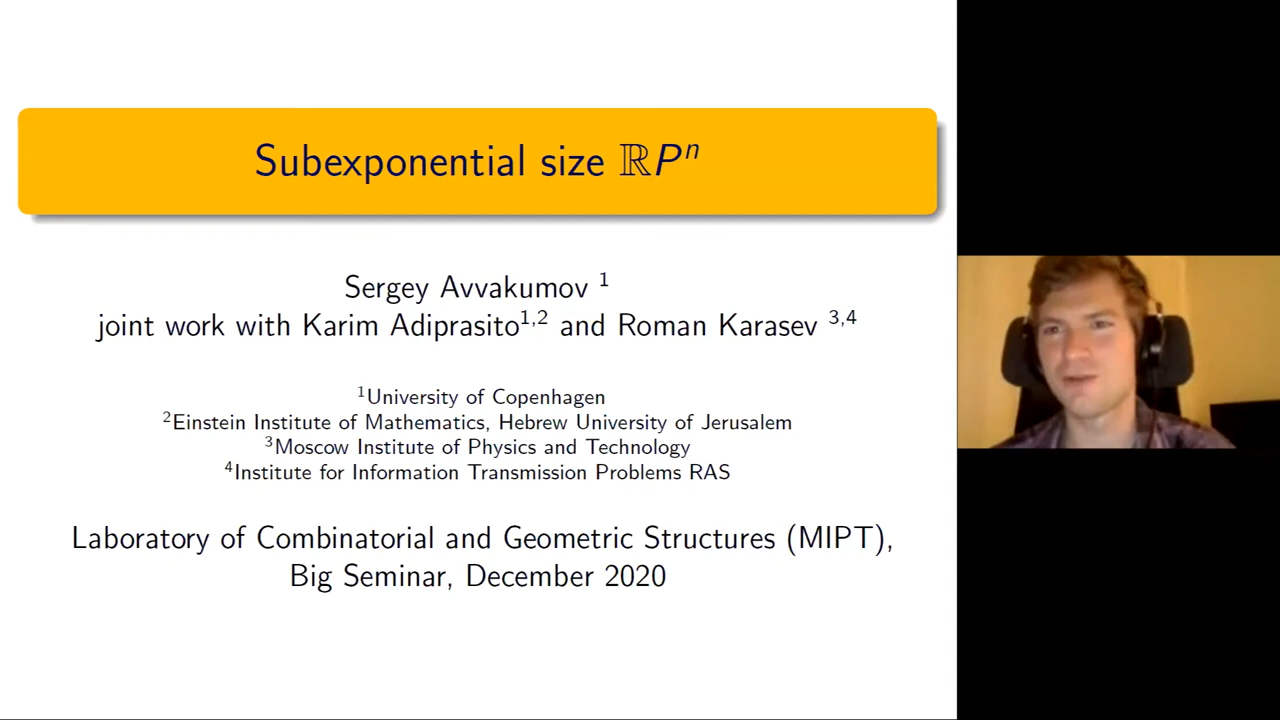 Subexponential size ℝPⁿ
Sergey Avvakumov ¹
joint work with Karim Adiprasito¹,² and Roman Karasev ³,⁴
¹University of Copenhagen
²Einstein Institute of Mathematics, Hebrew University of Jerusalem
³Moscow Institute of Physics and Technology
⁴Institute for Information Transmission Problems RAS
Laboratory of Combinatorial and Geometric Structures (MIPT),
Big Seminar, December 2020